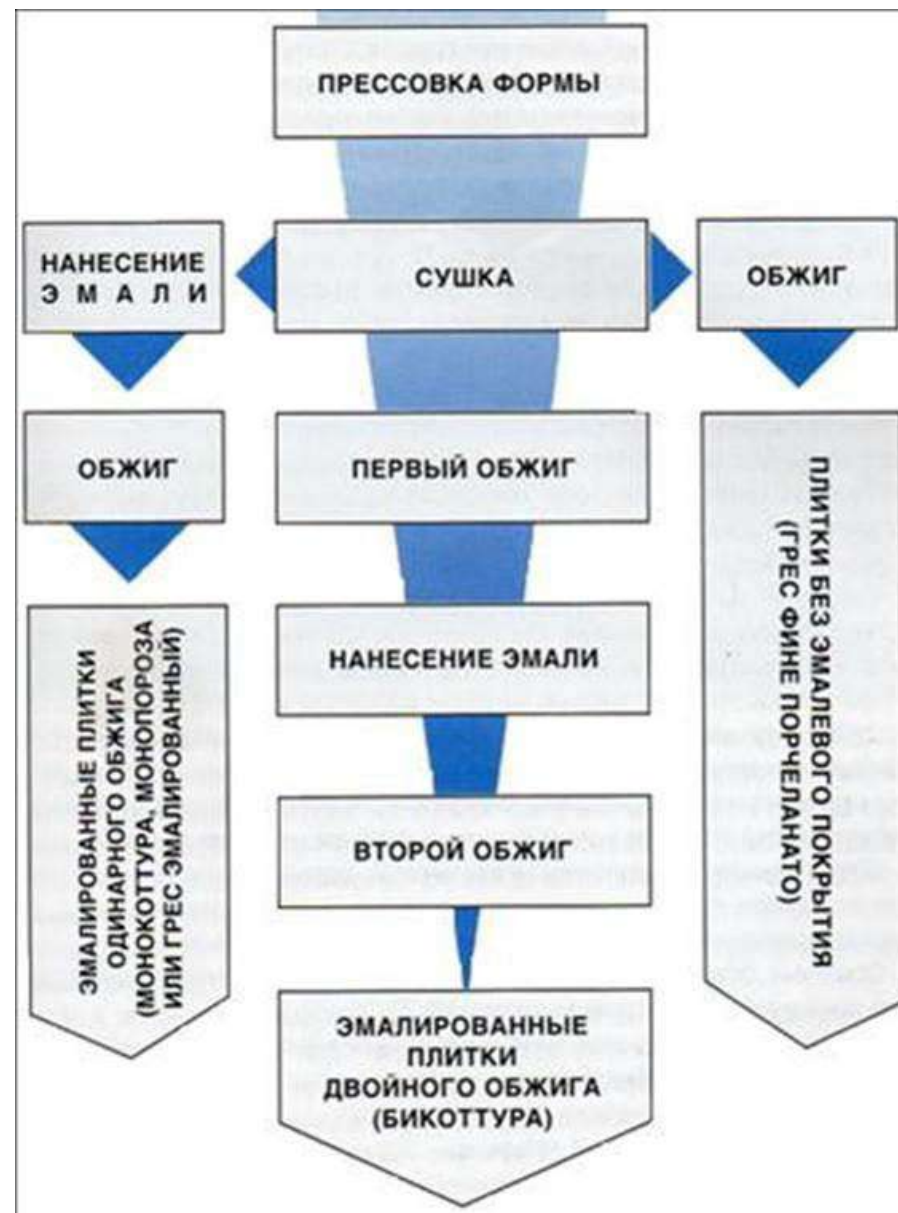 ПРЕССОВКА ФОРМЫ
НАНЕСЕНИЕ
ЭМАЛИ
СУШКА
ОБЖИГ
ОБЖИГ
ПЕРВЫЙ ОБЖИГ
ПЛИТКИ БЕЗ ЭМАЛЕВОГО ПОКРЫТИЯ
(ГРЕС ФИНЕ ПОРЧЕЛАНАТО)
ЭМАЛИРОВАННЫЕ ПЛИТКИ
ОДИНАРНОГО ОБЖИГА
(МОНОКОТТУРА, МОНОПОРОЗА
ИЛИ ГРЕС ЭМАЛИРОВАННЫЙ)
НАНЕСЕНИЕ ЭМАЛИ
ВТОРОЙ ОБЖИГ
ЭМАЛИРОВАННЫЕ
ПЛИТКИ
ДВОЙНОГО ОБЖИГА
(БИКОТТУРА)